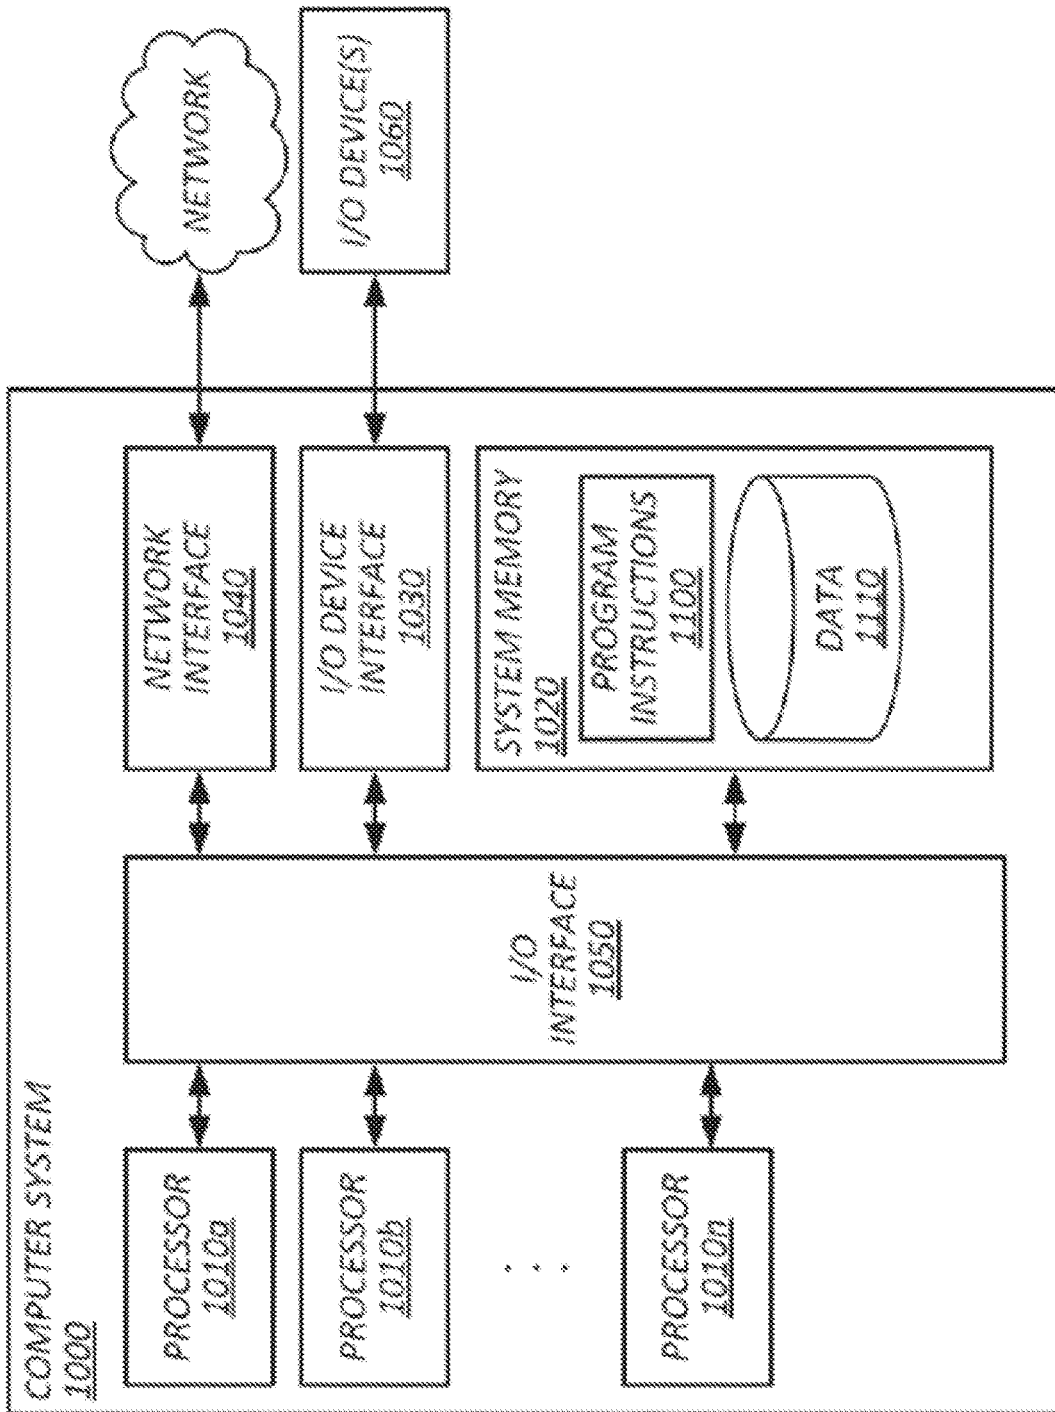 COMPUTER SYSTEM
1000
PROCESSOR
1010a
PROCESSOR
1010b
. . .
PROCESSOR
1010n
I/O
INTERFACE
1050
NETWORK
INTERFACE
1040
I/O DEVICE
INTERFACE
1030
SYSTEM MEMORY
1020
PROGRAM
INSTRUCTIONS
1100
DATA
1110
NETWORK
I/O DEVICE(S)
1060